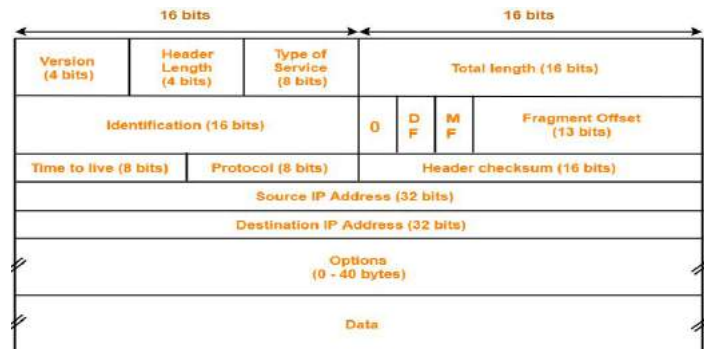 16 bits 16 bits
Version
(4 bits)
Header
Length
(4 bits)
Type of
Service
(8 bits)
Total length (16 bits)
Identification (16 bits)
0
D
F
M
F
Fragment Offset
(13 bits)
Time to live (8 bits)
Protocol (8 bits)
Header checksum (16 bits)
Source IP Address (32 bits)
Destination IP Address (32 bits)
Options
(0 - 40 bytes)
Data